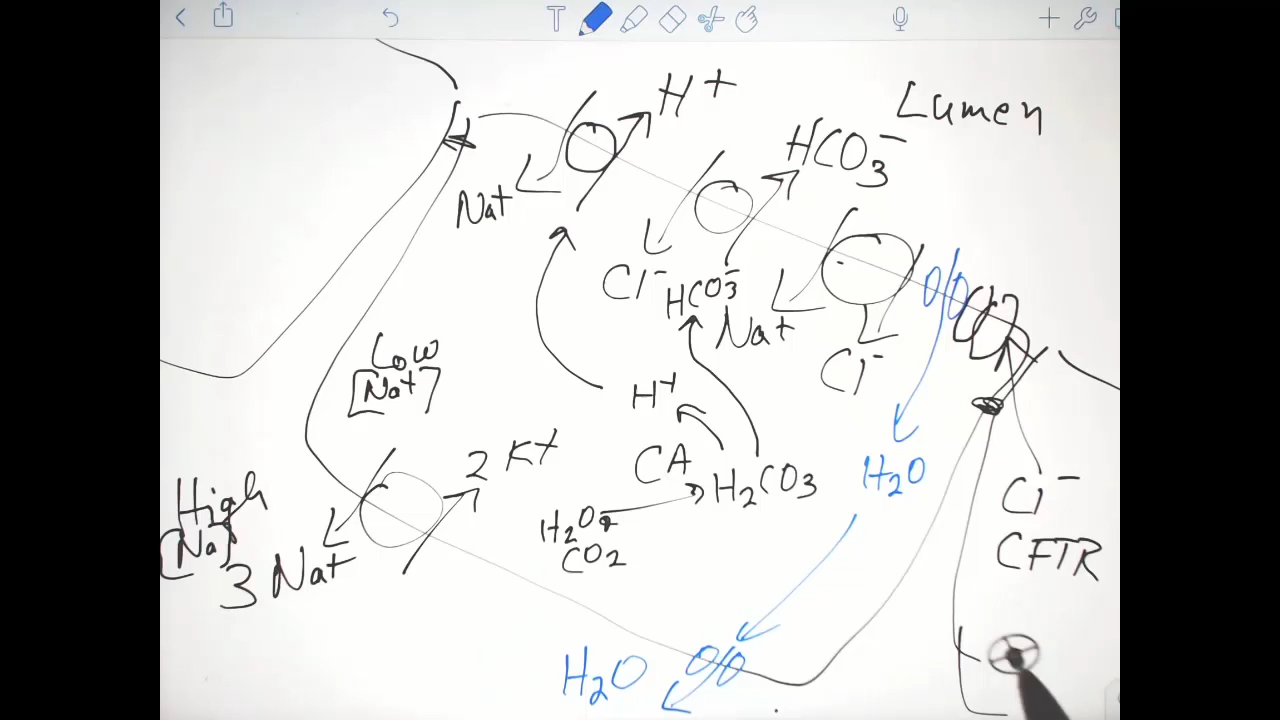 T
H+
Lumen
HCO3-
Na+
Cl-
HCO3-
Na+
Cl-
Low
[Na+]
H+
2 K+
CA
H2CO3
H2O
Cl-
High
[Na]
H2O
CO2
CFTR
3 Na+
H2O